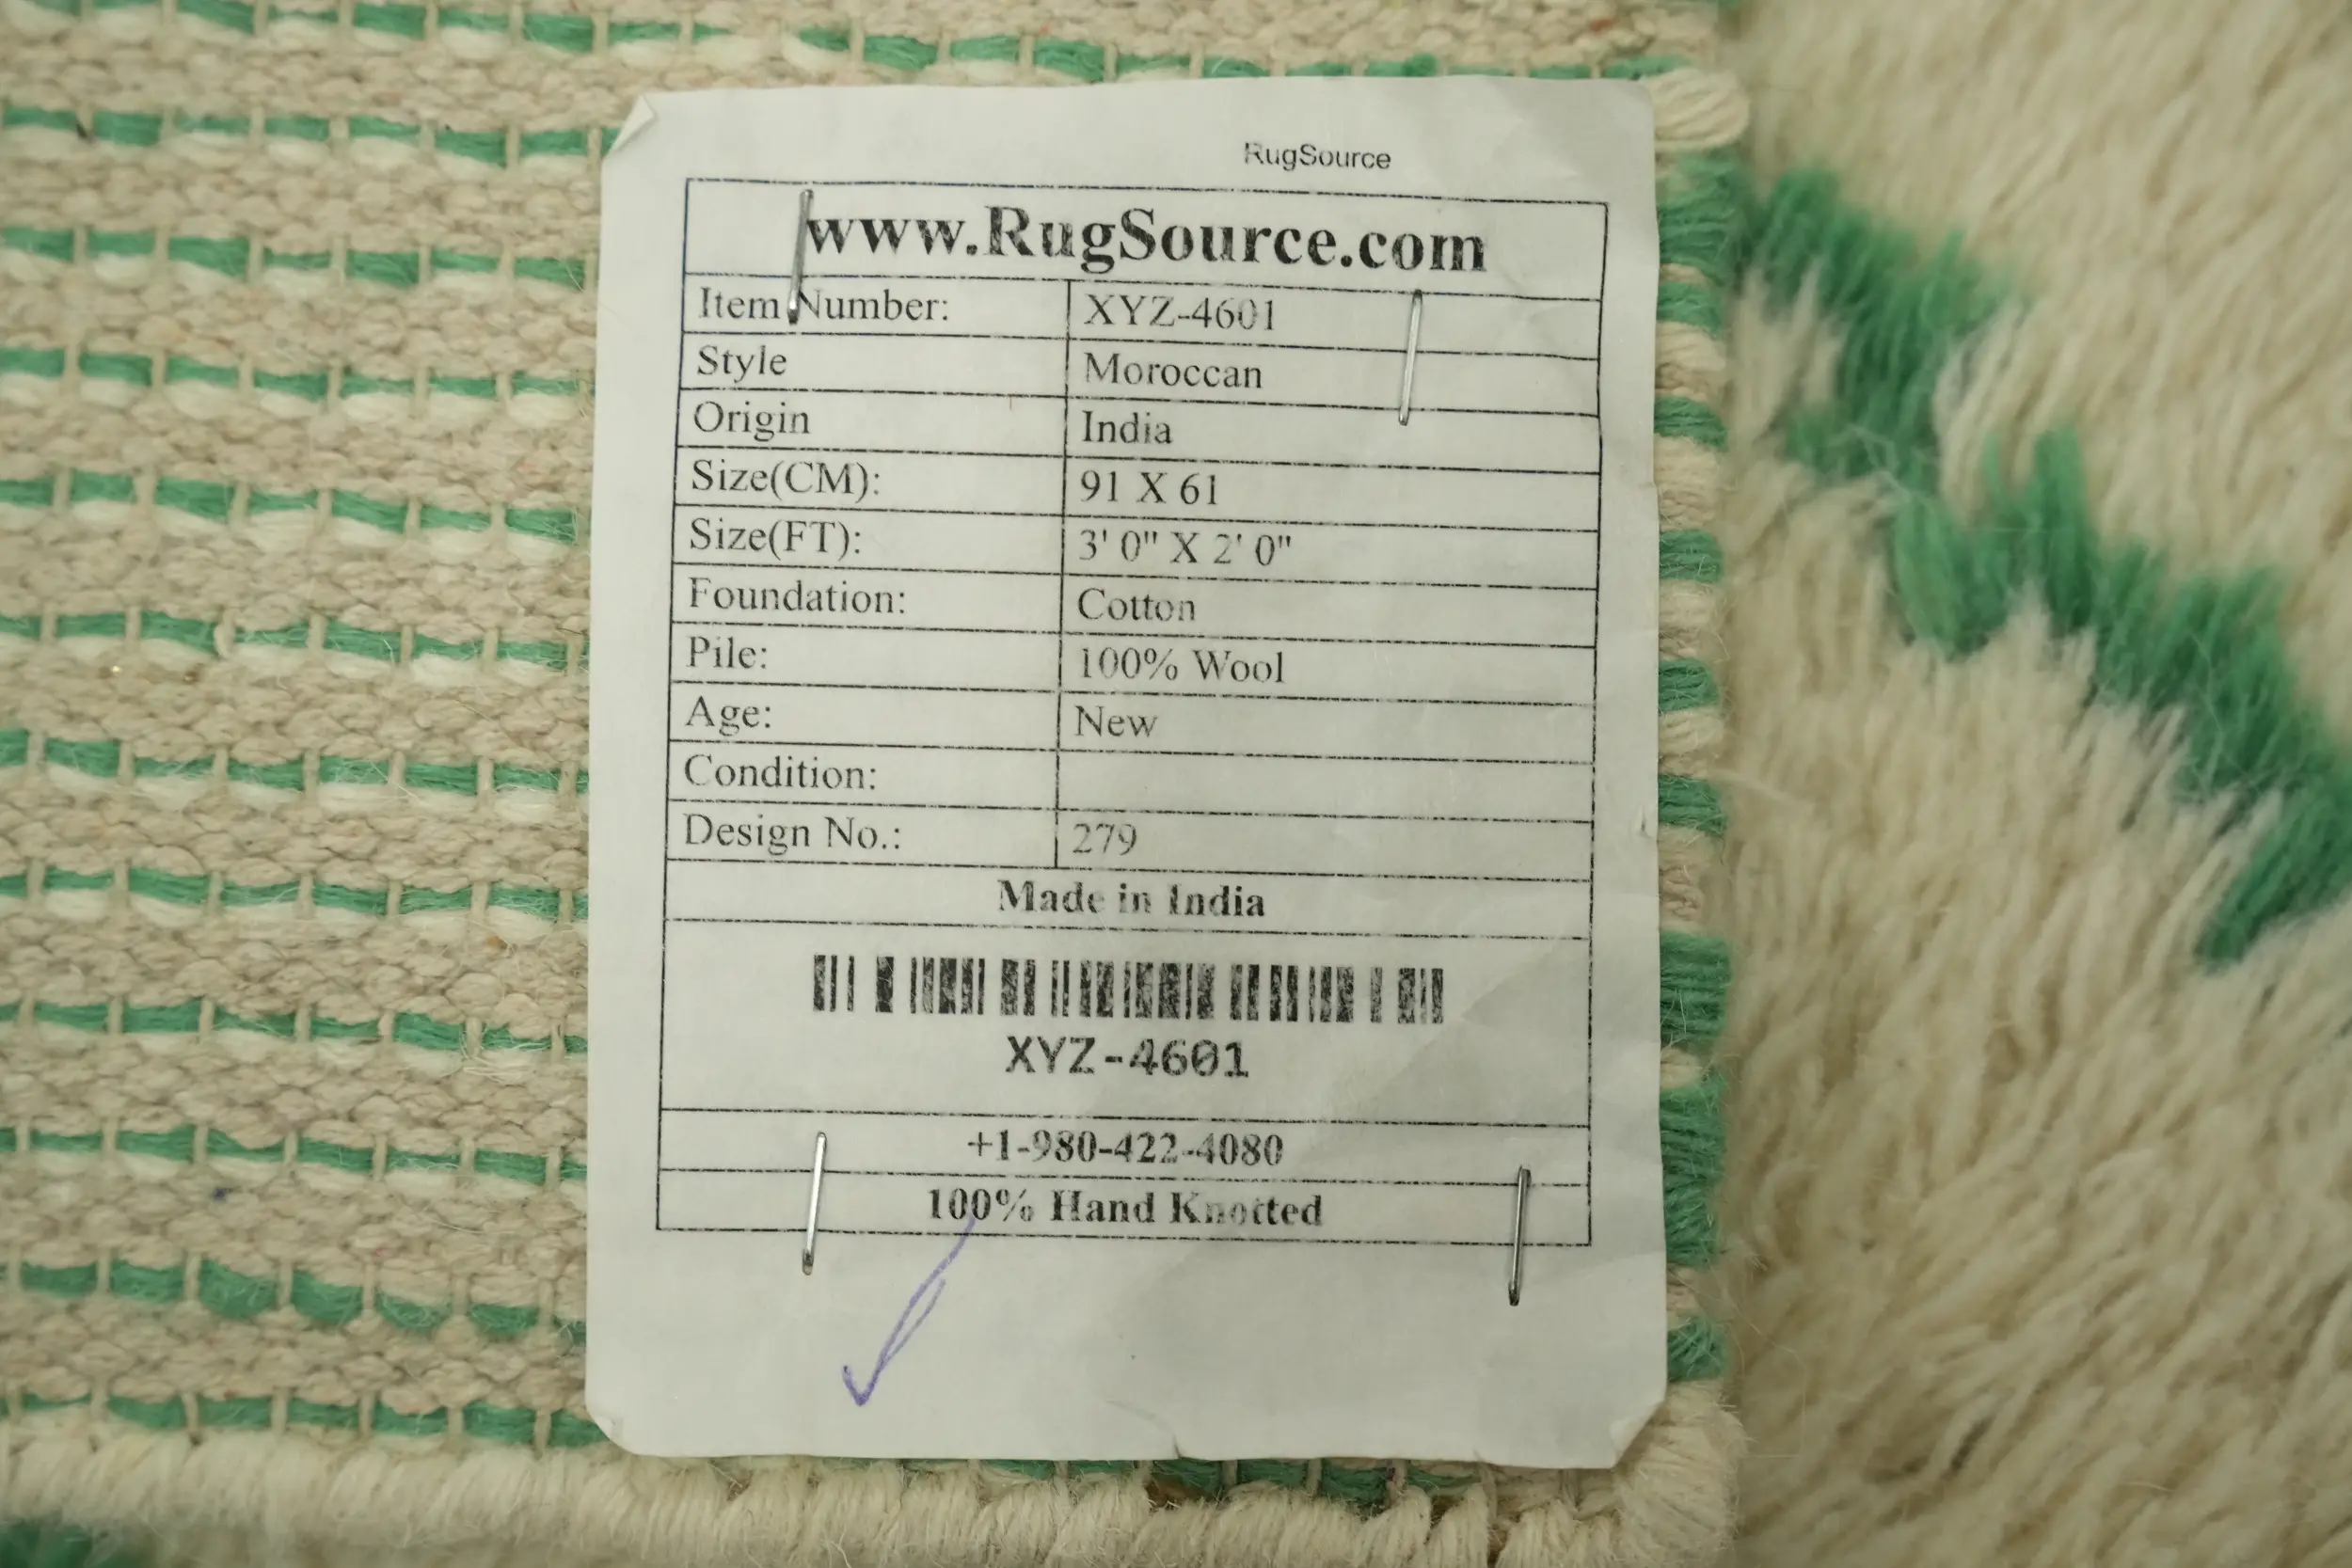 RugSource
www.RugSource.com
Item Number: XYZ-4601
Style Moroccan
Origin India
Size(CM): 91 X 61
Size(FT): 3' 0" X 2' 0"
Foundation: Cotton
Pile: 100% Wool
Age: New
Condition:
Design No.: 279
Made in India
XYZ-4601
+1-980-422-4080
100% Hand Knotted